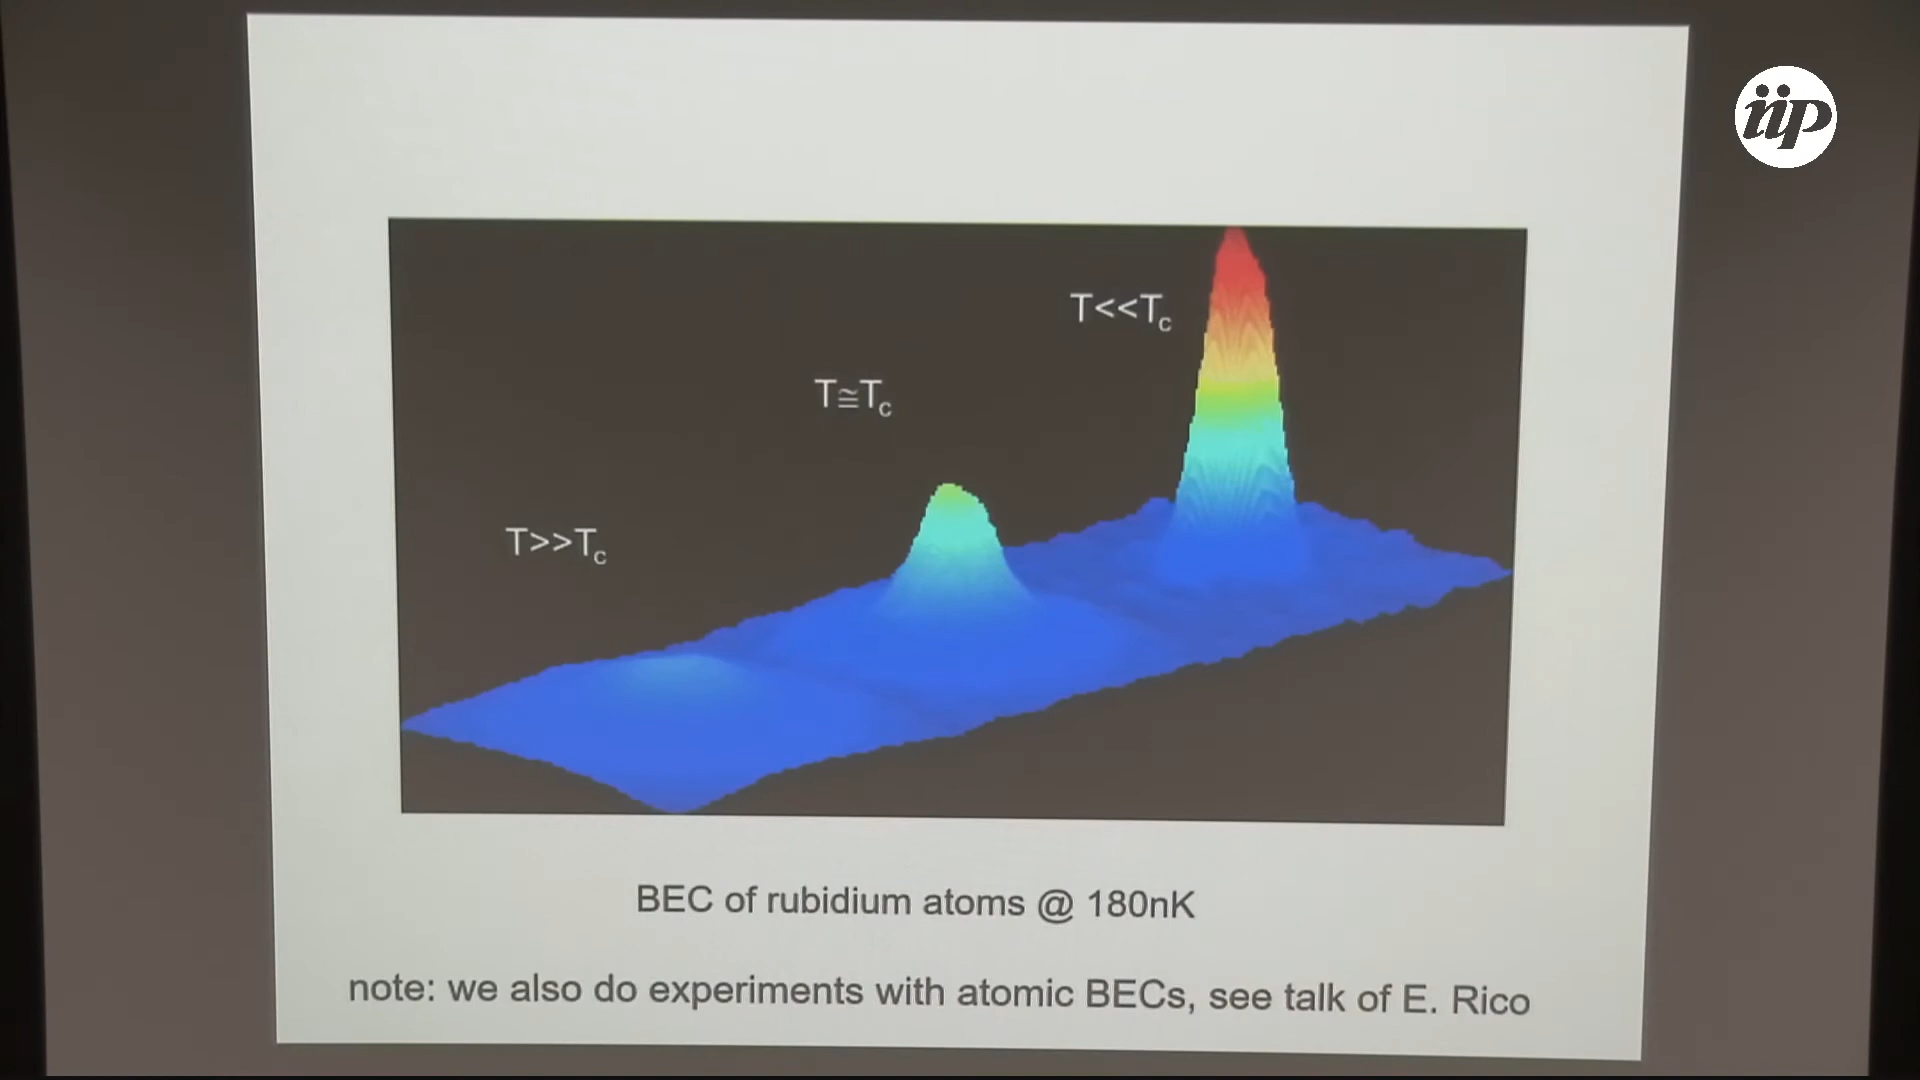 iip
T<<Tc
T≅Tc
T>>Tc
BEC of rubidium atoms @ 180nK
note: we also do experiments with atomic BECs, see talk of E. Rico